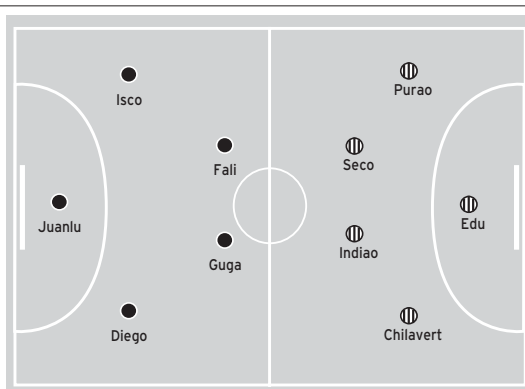 Isco
Purao
Fali
Seco
Juanlu
Edu
Guga
Indiao
Diego
Chilavert